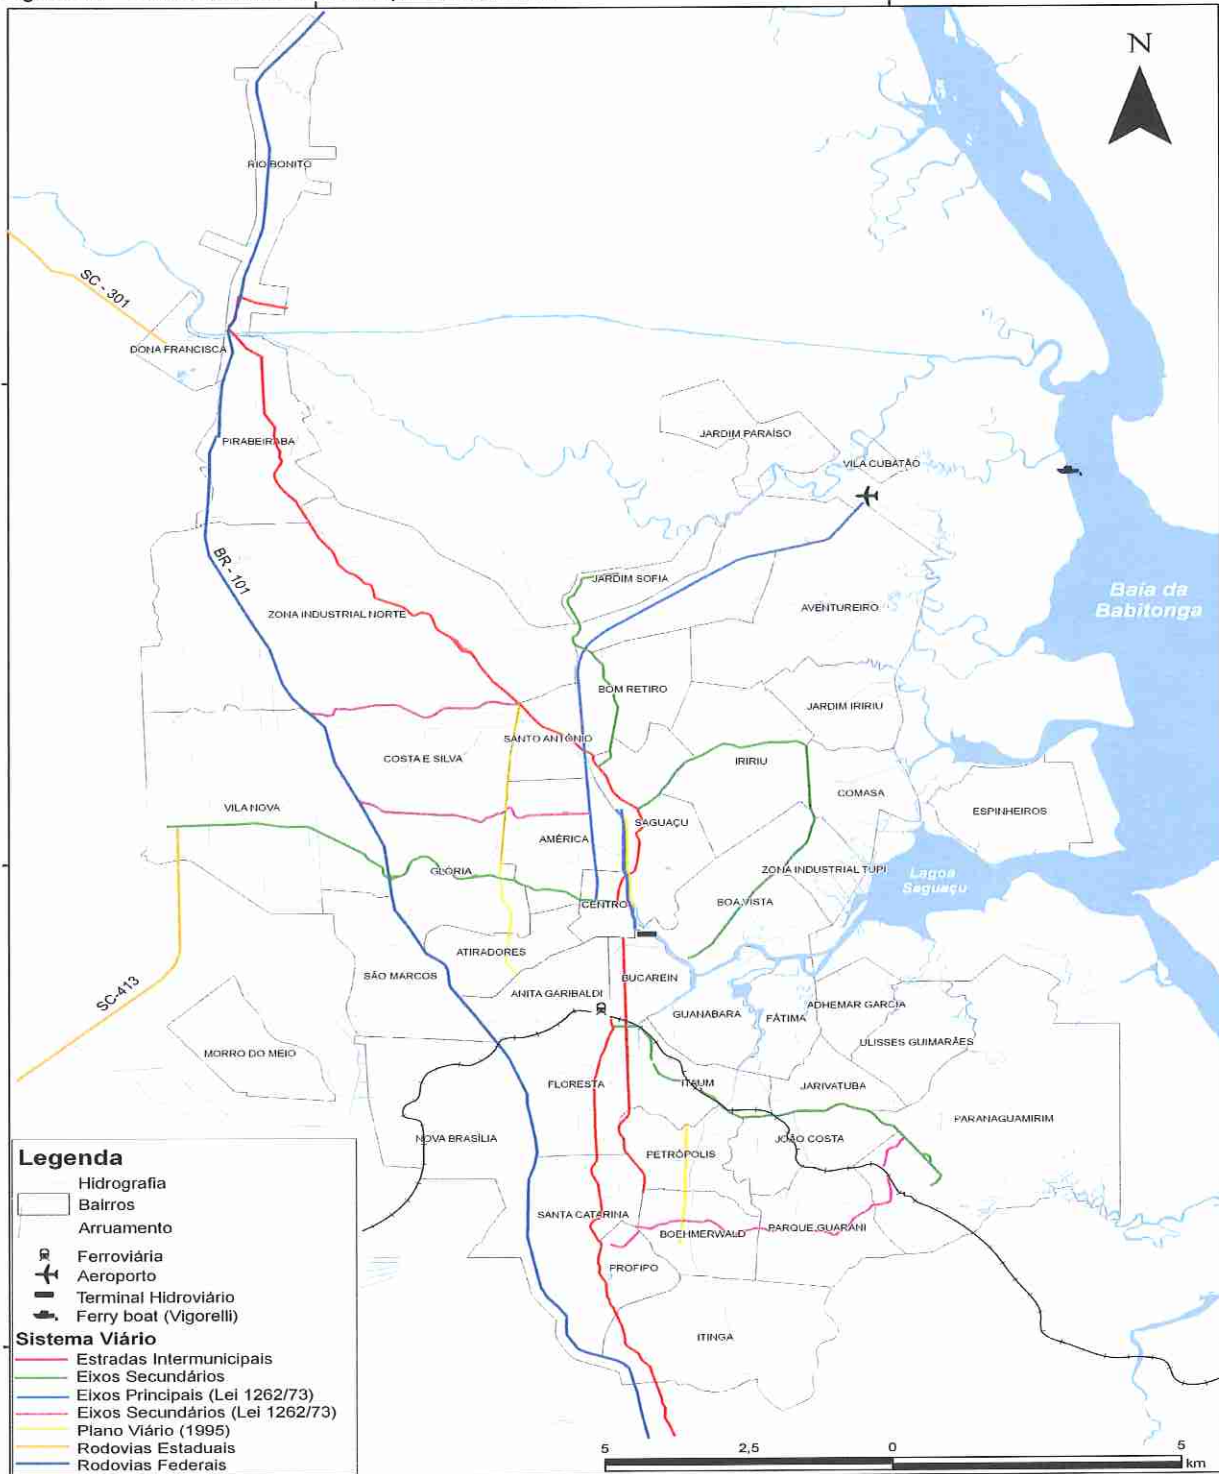 N
RIO BONITO
SC - 301
DONA FRANCISCA
PIRABEIRABA
JARDIM PARAÍSO
VILA CUBATÃO
BR - 101
JARDIM SOFIA
Baía da
Babitonga
AVENTUREIRO
ZONA INDUSTRIAL NORTE
BOM RETIRO
JARDIM IRIRIU
SANTO ANTÔNIO
COSTA E SILVA
IRIRIU
COMASA
VILA NOVA
ESPINHEIROS
SAGUAÇU
AMÉRICA
GLÓRIA
ZONA INDUSTRIAL TUPI
Lagoa
Saguaçu
CENTRO
BOA VISTA
ATIRADORES
SÃO MARCOS
BUCAREIN
ANITA GARIBALDI
SC-413
ADHEMAR GARCIA
GUANABARA
FÁTIMA
ULISSES GUIMARÃES
MORRO DO MEIO
FLORESTA
ITAUM
JARIVATUBA
PARANAGUAMIRIM
NOVA BRASÍLIA
JOÃO COSTA
PETRÓPOLIS
SANTA CATARINA
BOEHMERWALD
PARQUE GUARANI
PROFIPO
ITINGA
Legenda
Hidrografia
Bairros
Arruamento
Ferroviária
Aeroporto
Terminal Hidroviário
Ferry boat (Vigorelli)
Sistema Viário
Estradas Intermunicipais
Eixos Secundários
Eixos Principais (Lei 1262/73)
Eixos Secundários (Lei 1262/73)
Plano Viário (1995)
Rodovias Estaduais
Rodovias Federais
5 2,5 0 5
km